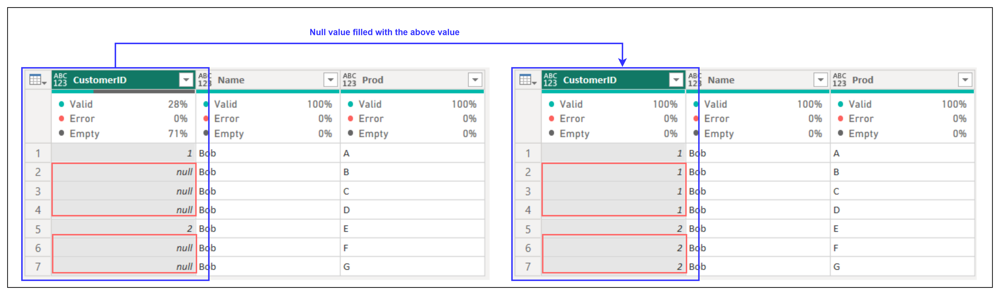 Null value filled with the above value
ABC 123 CustomerID ABC 123 Name ABC 123 Prod
Valid 28% Valid 100% Valid 100%
Error 0% Error 0% Error 0%
Empty 71% Empty 0% Empty 0%
1 1 Bob A
2 null Bob B
3 null Bob C
4 null Bob D
5 2 Bob E
6 null Bob F
7 null Bob G
ABC 123 CustomerID ABC 123 Name ABC 123 Prod
Valid 100% Valid 100% Valid 100%
Error 0% Error 0% Error 0%
Empty 0% Empty 0% Empty 0%
1 1 Bob A
2 1 Bob B
3 1 Bob C
4 1 Bob D
5 2 Bob E
6 2 Bob F
7 2 Bob G